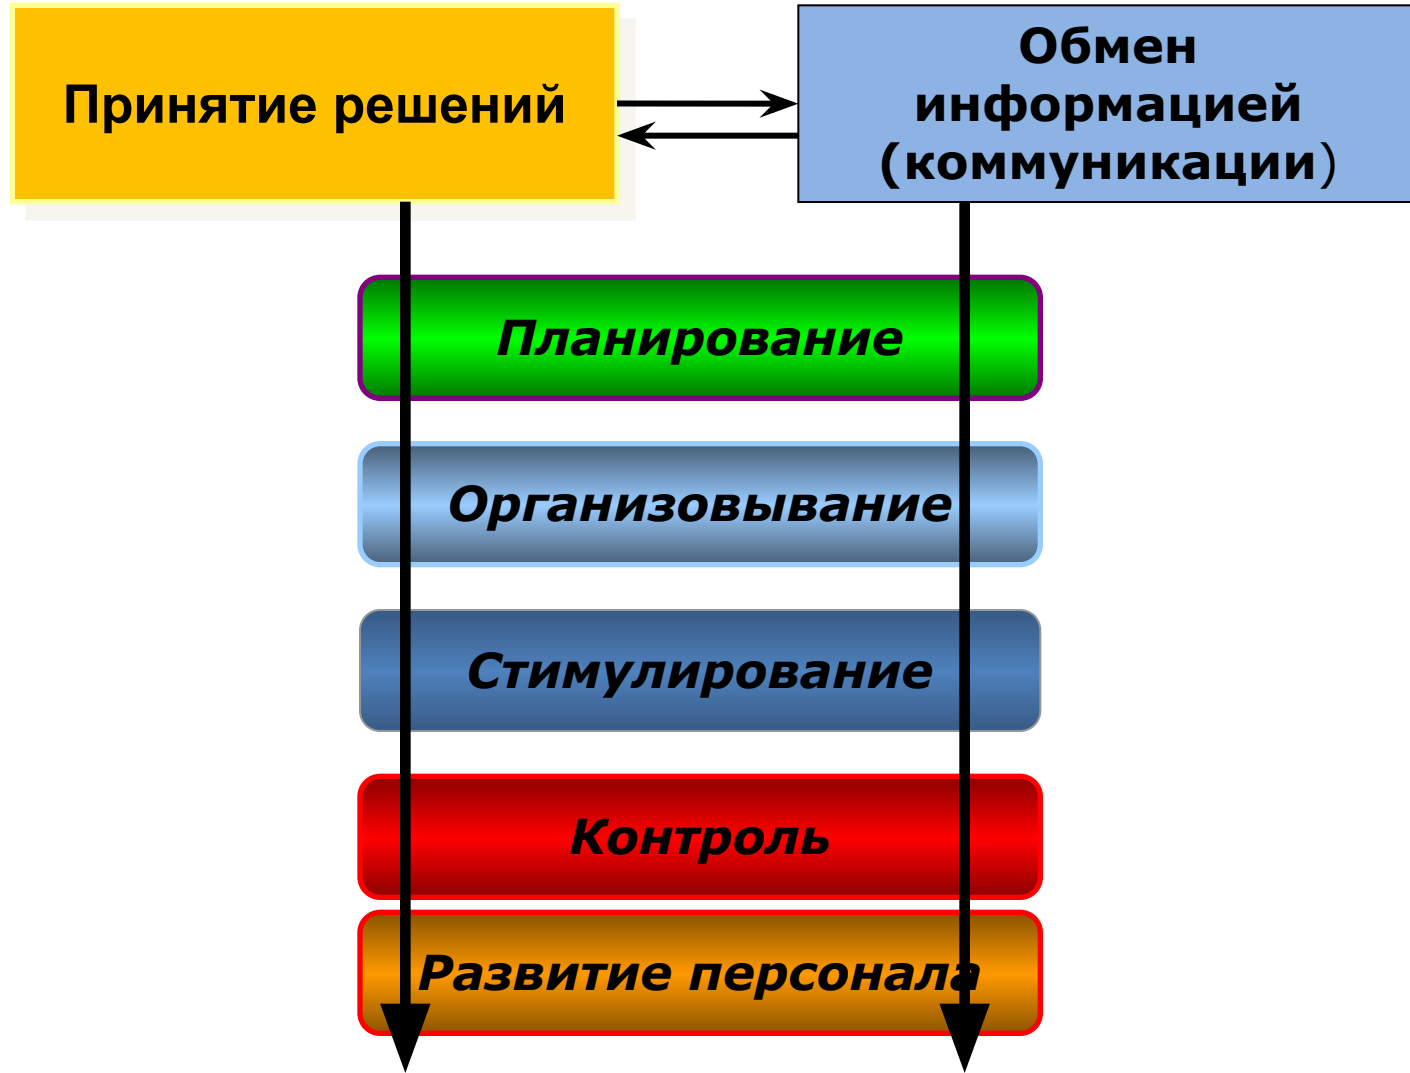 Принятие решений
Обмен
информацией
(коммуникации)
Планирование
Организовывание
Стимулирование
Контроль
Развитие персонала